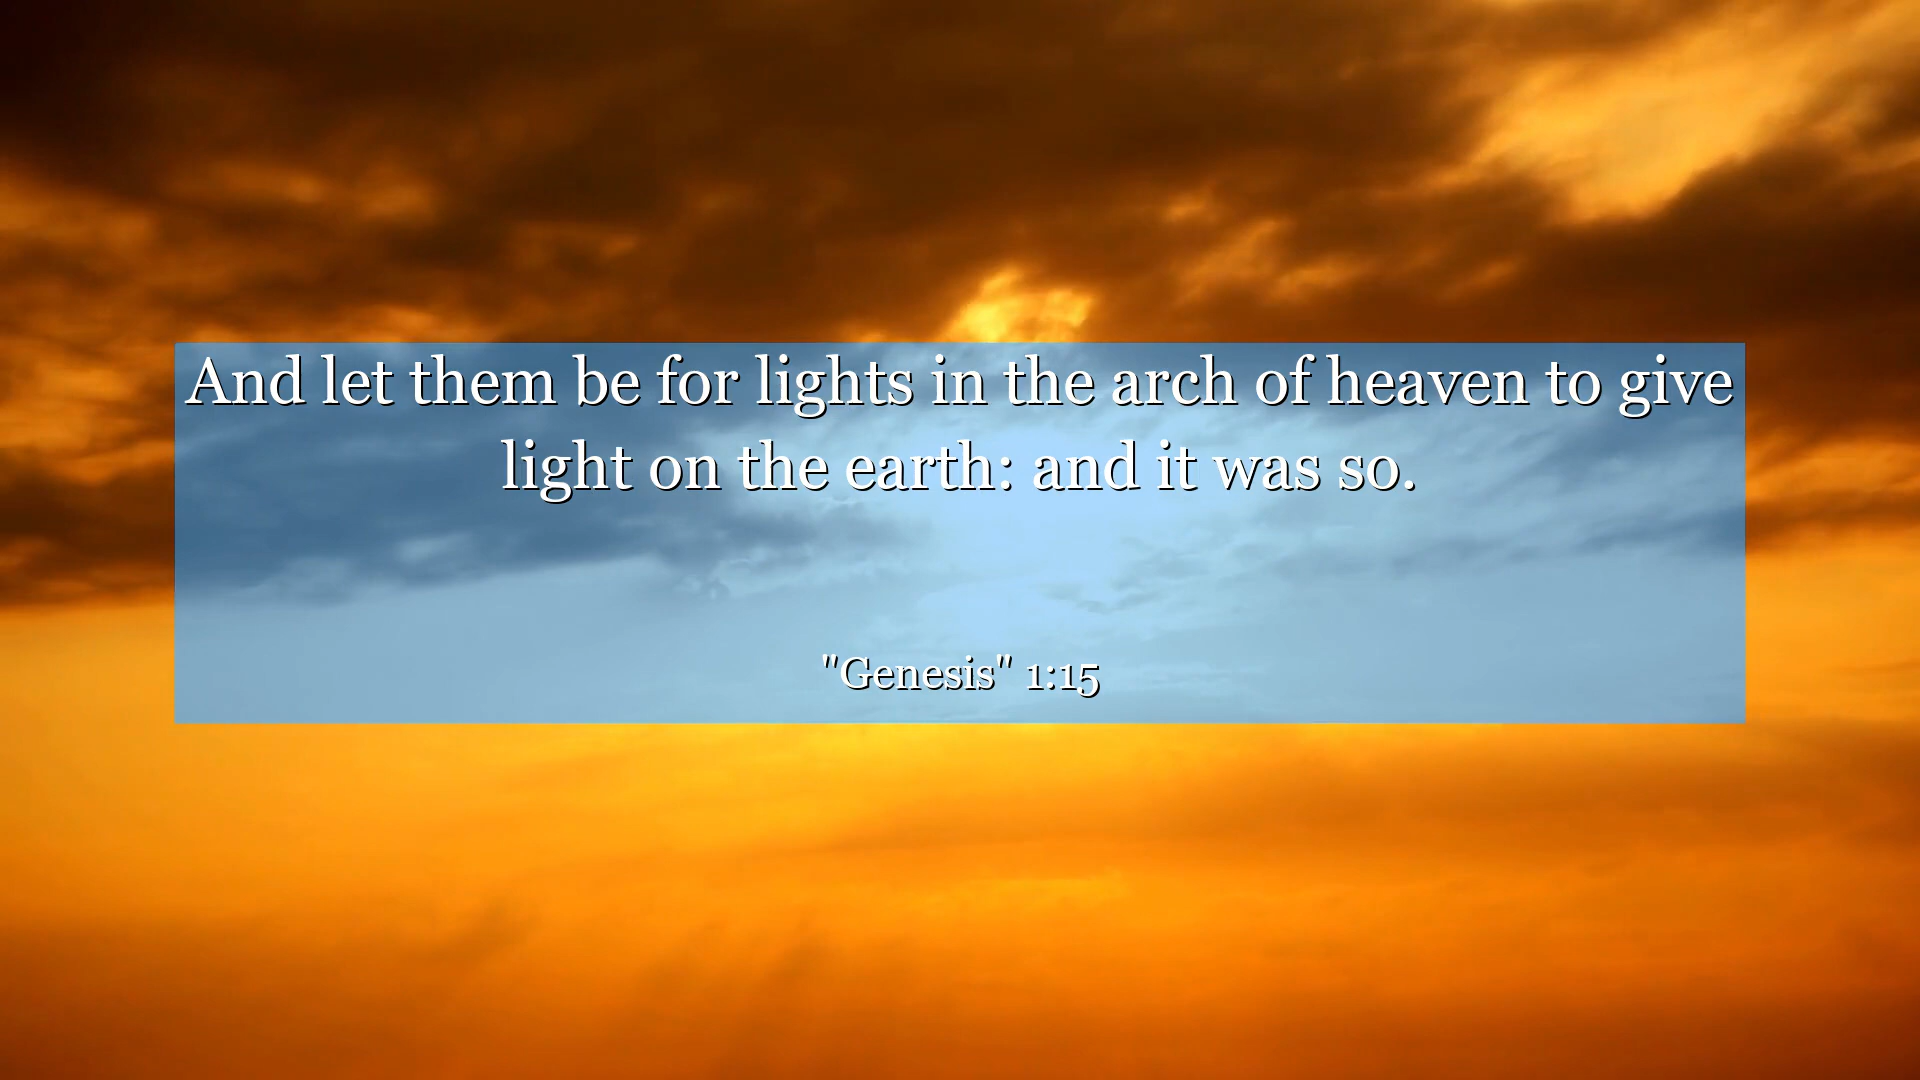 And let them be for lights in the arch of heaven to give
light on the earth: and it was so.
"Genesis" 1:15